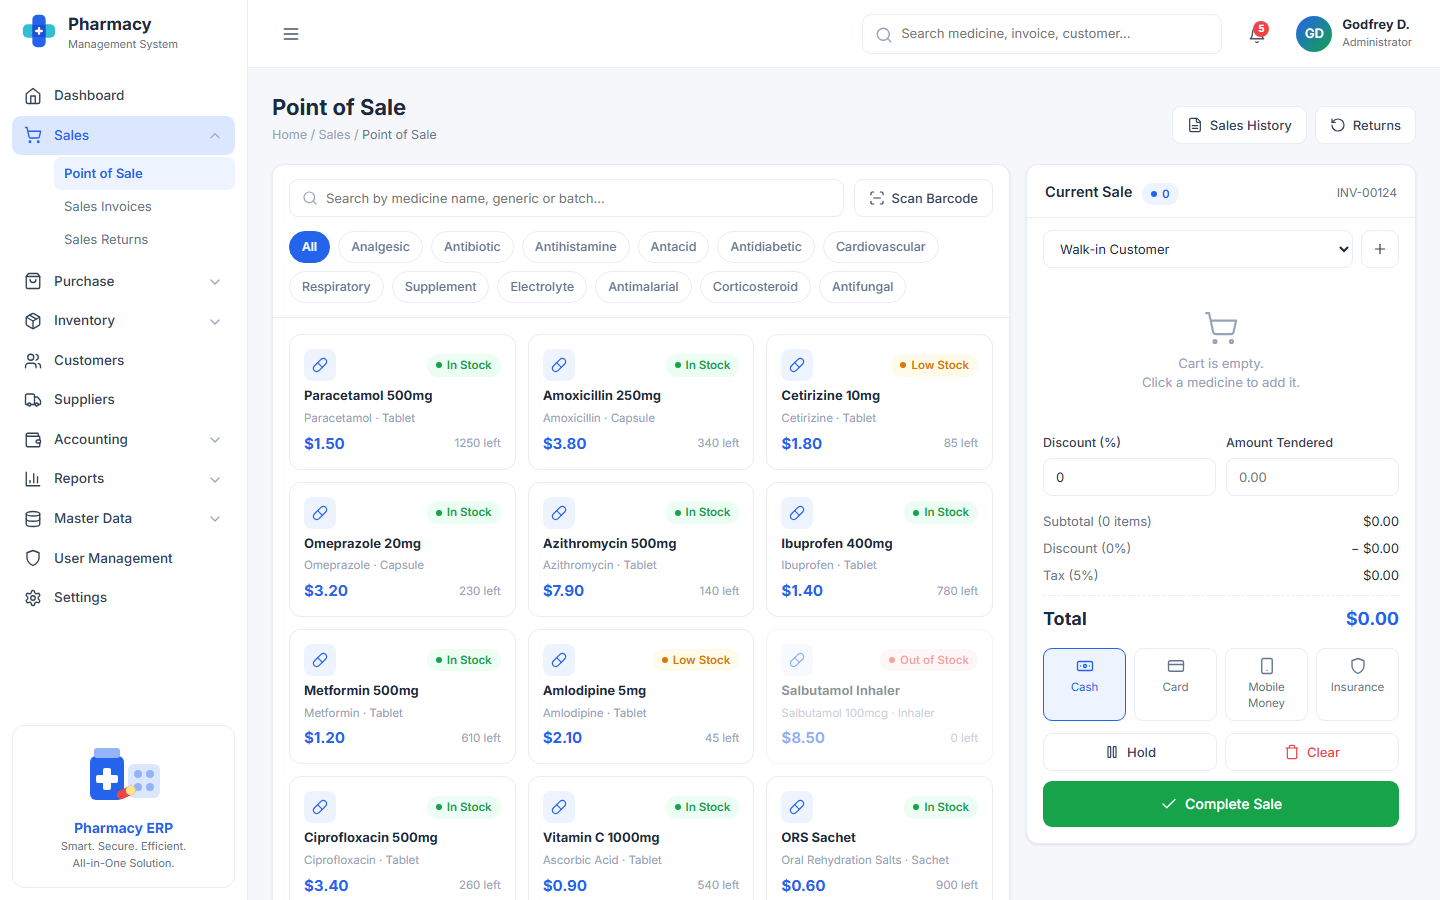 Pharmacy
Management System
Dashboard
Sales
Point of Sale
Sales Invoices
Sales Returns
Purchase
Inventory
Customers
Suppliers
Accounting
Reports
Master Data
User Management
Settings
Pharmacy ERP
Smart. Secure. Efficient.
All-in-One Solution.
Search medicine, invoice, customer...
5
GD
Godfrey D.
Administrator
Point of Sale
Home / Sales / Point of Sale
Sales History
Returns
Search by medicine name, generic or batch...
Scan Barcode
All Analgesic Antibiotic Antihistamine Antacid Antidiabetic Cardiovascular
Respiratory Supplement Electrolyte Antimalarial Corticosteroid Antifungal
In Stock
Paracetamol 500mg
Paracetamol · Tablet
$1.50 1250 left
In Stock
Amoxicillin 250mg
Amoxicillin · Capsule
$3.80 340 left
Low Stock
Cetirizine 10mg
Cetirizine · Tablet
$1.80 85 left
In Stock
Omeprazole 20mg
Omeprazole · Capsule
$3.20 230 left
In Stock
Azithromycin 500mg
Azithromycin · Tablet
$7.90 140 left
In Stock
Ibuprofen 400mg
Ibuprofen · Tablet
$1.40 780 left
In Stock
Metformin 500mg
Metformin · Tablet
$1.20 610 left
Low Stock
Amlodipine 5mg
Amlodipine · Tablet
$2.10 45 left
Out of Stock
Salbutamol Inhaler
Salbutamol 100mcg · Inhaler
$8.50 0 left
In Stock
Ciprofloxacin 500mg
Ciprofloxacin · Tablet
$3.40 260 left
In Stock
Vitamin C 1000mg
Ascorbic Acid · Tablet
$0.90 540 left
In Stock
ORS Sachet
Oral Rehydration Salts · Sachet
$0.60 900 left
Current Sale 0 INV-00124
Walk-in Customer
Cart is empty.
Click a medicine to add it.
Discount (%) Amount Tendered
0 0.00
Subtotal (0 items) $0.00
Discount (0%) − $0.00
Tax (5%) $0.00
Total $0.00
Cash
Card
Mobile
Money
Insurance
Hold
Clear
Complete Sale